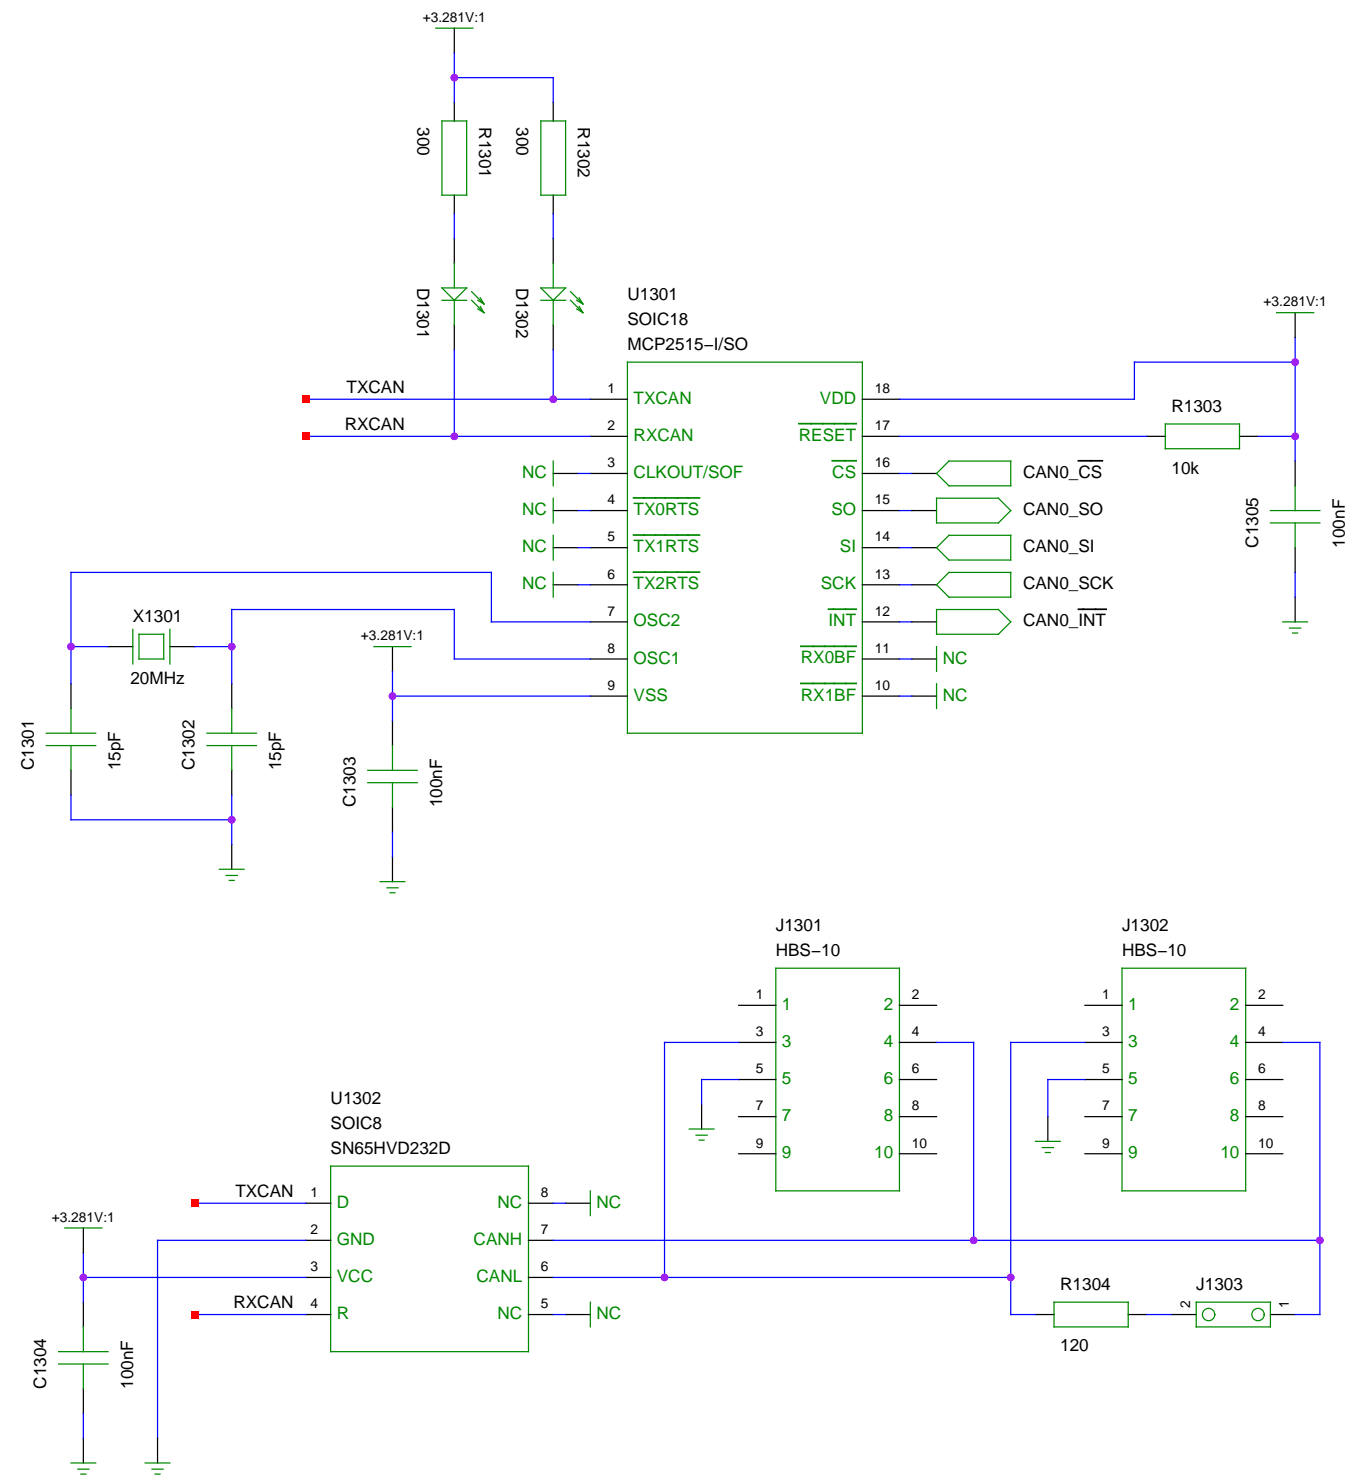 +3.281V:1
300
R1301
300
R1302
D1301
D1302
U1301
SOIC18
MCP2515-I/SO
+3.281V:1
TXCAN
1
TXCAN
VDD
18
RXCAN
2
RXCAN
RESET
17
R1303
10k
NC
3
CLKOUT/SOF
CS
16
CAN0_CS
NC
4
TX0RTS
SO
15
CAN0_SO
NC
5
TX1RTS
SI
14
CAN0_SI
NC
6
TX2RTS
SCK
13
CAN0_SCK
7
OSC2
INT
12
CAN0_INT
8
OSC1
RX0BF
11
NC
9
VSS
RX1BF
10
NC
C1305
100nF
X1301
20MHz
+3.281V:1
C1301
15pF
C1302
15pF
C1303
100nF
J1301
HBS-10
1
1
2
2
3
3
4
4
5
5
6
6
7
7
8
8
9
9
10
10
J1302
HBS-10
1
1
2
2
3
3
4
4
5
5
6
6
7
7
8
8
9
9
10
10
U1302
SOIC8
SN65HVD232D
TXCAN
1
D
NC
8
NC
+3.281V:1
2
GND
CANH
7
3
VCC
CANL
6
RXCAN
4
R
NC
5
NC
C1304
100nF
R1304
120
J1303
2
1